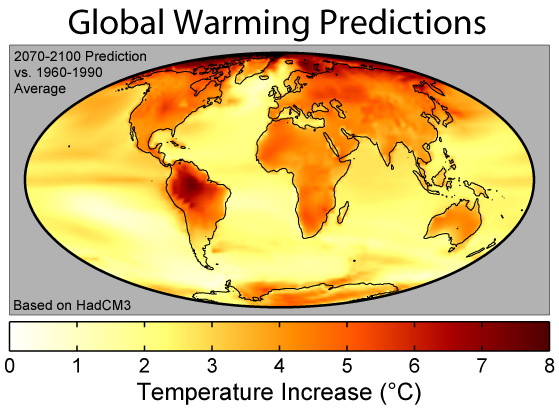 Global Warming Predictions
2070-2100 Prediction
vs. 1960-1990
Average
Based on HadCM3
0 1 2 3 4 5 6 7 8
Temperature Increase (°C)